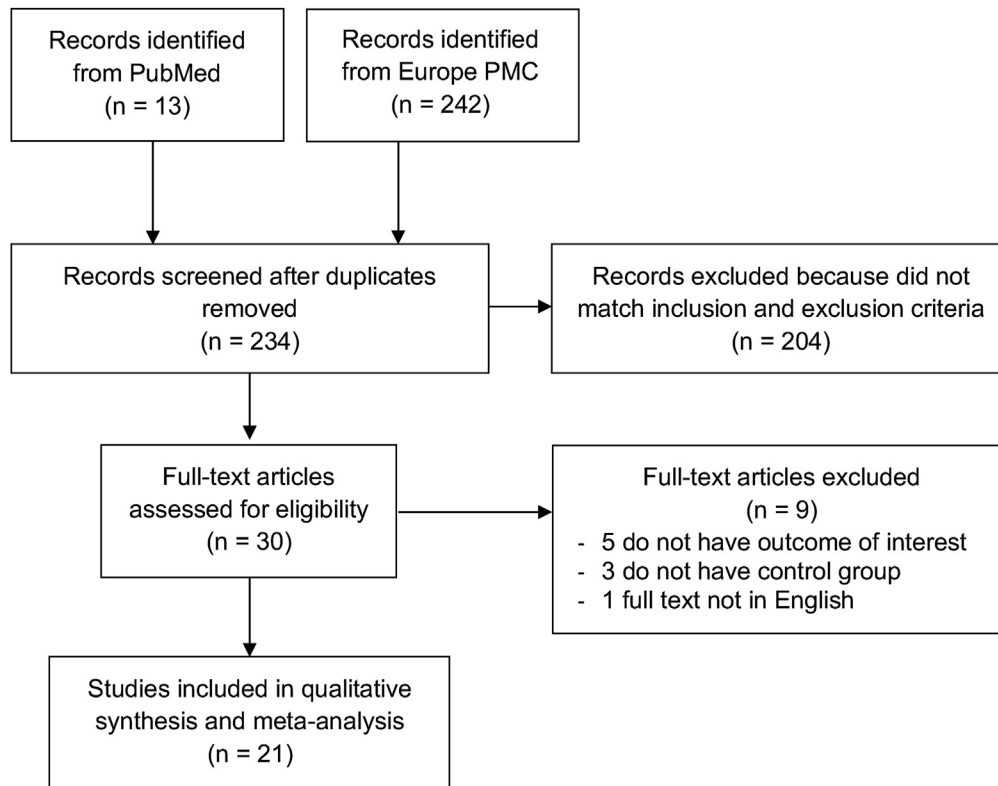 Records identified
from PubMed
(n = 13)
Records identified
from Europe PMC
(n = 242)
Records screened after duplicates
removed
(n = 234)
Records excluded because did not
match inclusion and exclusion criteria
(n = 204)
Full-text articles
assessed for eligibility
(n = 30)
Full-text articles excluded
(n = 9)
- 5 do not have outcome of interest
- 3 do not have control group
- 1 full text not in English
Studies included in qualitative
synthesis and meta-analysis
(n = 21)